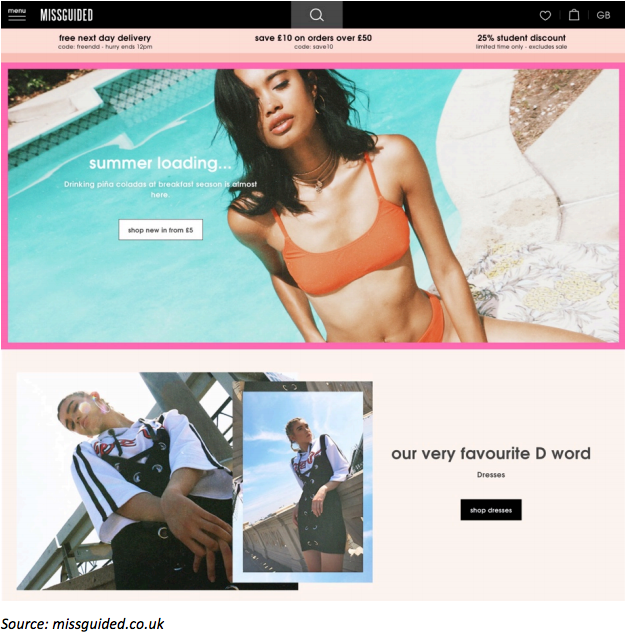 menu
MISSGUIDED
GB
free next day delivery
code: freendd - hurry ends 12pm
save £10 on orders over £50
code: save10
25% student discount
limited time only - excludes sale
summer loading...
Drinking piña coladas at breakfast season is almost
here.
shop new in from £5
our very favourite D word
Dresses
shop dresses
Source: missguided.co.uk